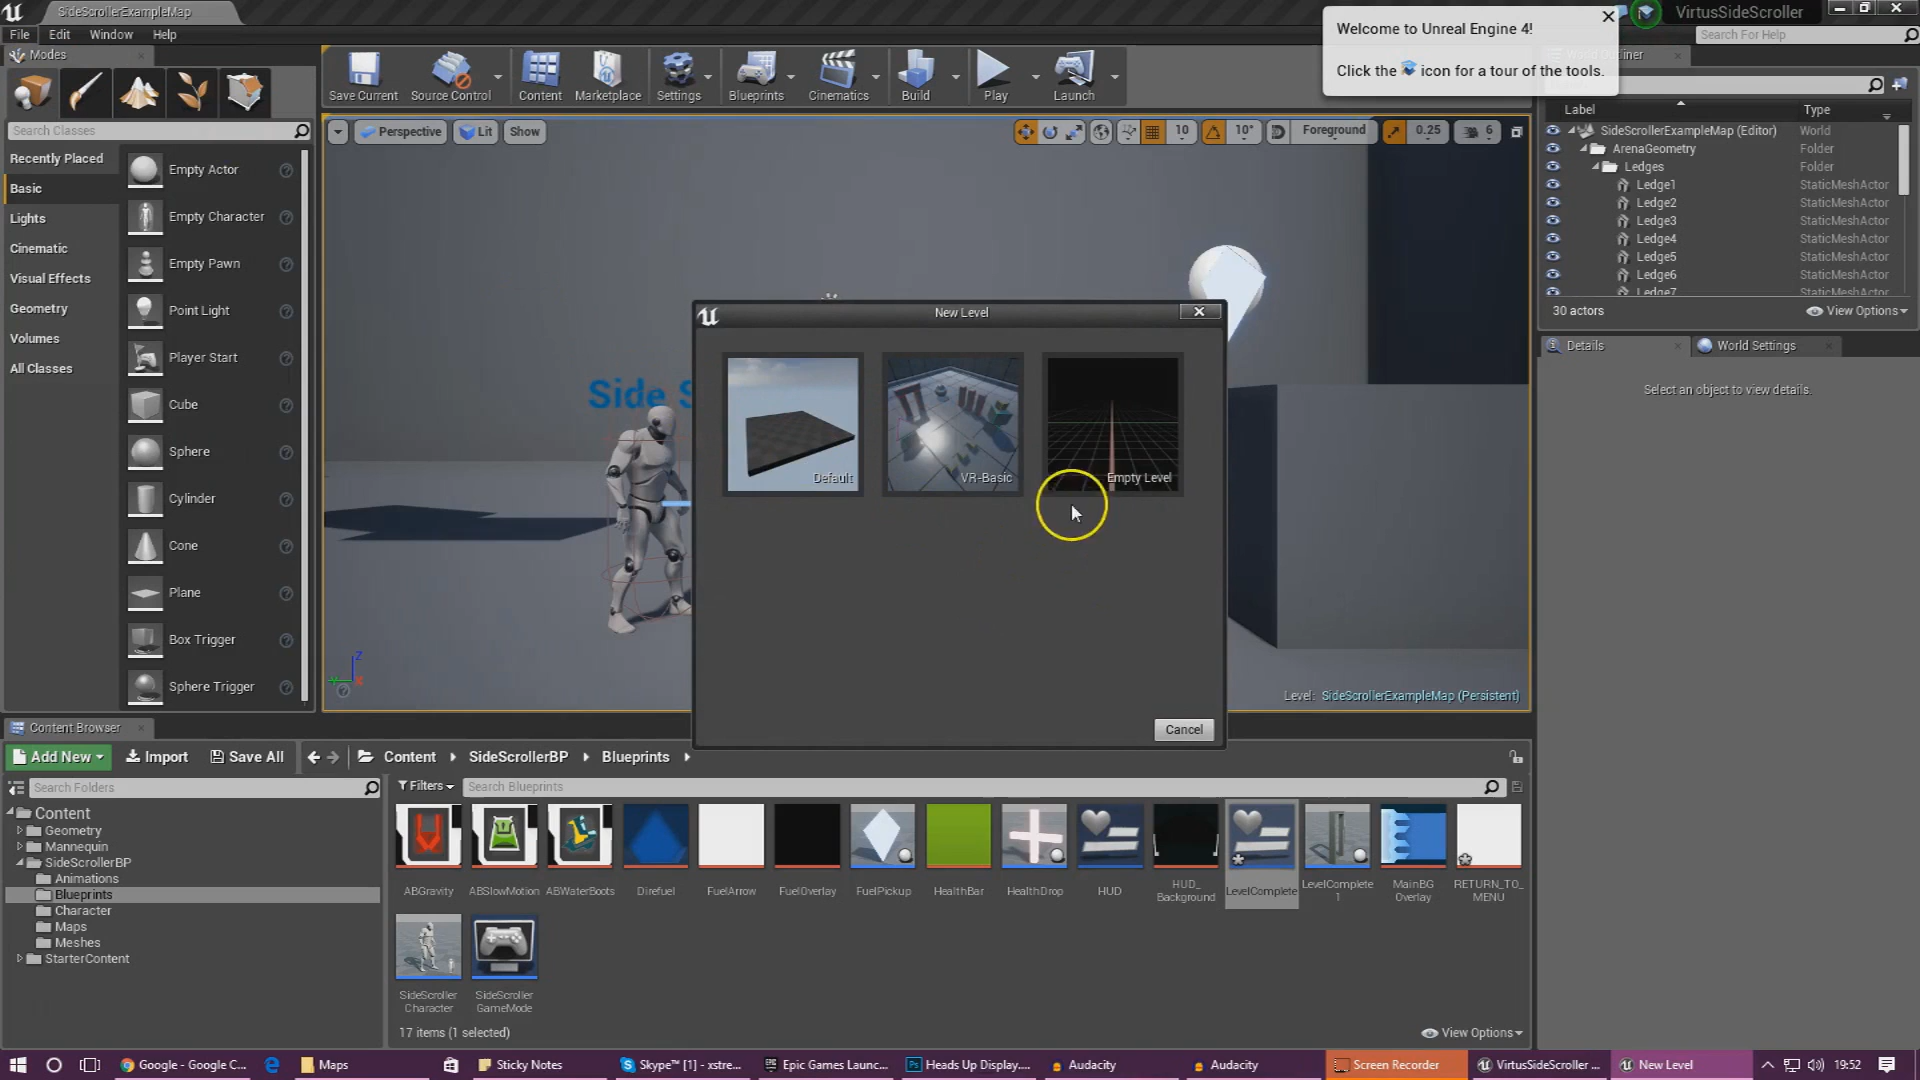 SideScrollerExampleMap
VirtusSideScroller
File Edit Window Help
Search For Help
Welcome to Unreal Engine 4!
Click the icon for a tour of the tools.
Modes
Save Current
Source Control
Content
Marketplace
Settings
Blueprints
Cinematics
Build
Play
Launch
World Outliner
Search Classes
Perspective
Lit
Show
10
10°
Foreground
0.25
6
Label
Type
SideScrollerExampleMap (Editor) World
ArenaGeometry Folder
Ledges Folder
Ledge1 StaticMeshActor
Ledge2 StaticMeshActor
Ledge3 StaticMeshActor
Ledge4 StaticMeshActor
Ledge5 StaticMeshActor
Ledge6 StaticMeshActor
Ledge7 StaticMeshActor
30 actors
View Options
Details
World Settings
Select an object to view details.
Recently Placed
Basic
Lights
Cinematic
Visual Effects
Geometry
Volumes
All Classes
Empty Actor
Empty Character
Empty Pawn
Point Light
Player Start
Cube
Sphere
Cylinder
Cone
Plane
Box Trigger
Sphere Trigger
Side S
New Level
Default
VR-Basic
Empty Level
Cancel
Level: SideScrollerExampleMap (Persistent)
Content Browser
Add New
Import
Save All
Content
SideScrollerBP
Blueprints
Search Folders
Filters
Search Blueprints
Content
Geometry
Mannequin
SideScrollerBP
Animations
Blueprints
Character
Maps
Meshes
StarterContent
ABGravity
ABSlowMotion
ABWaterBoots
Direfuel
FuelArrow
FuelOverlay
FuelPickup
HealthBar
HealthDrop
HUD
HUD_
Background
LevelComplete
LevelComplete
1
MainBG
Overlay
RETURN_TO_
MENU
SideScroller
Character
SideScroller
GameMode
17 items (1 selected)
View Options
Google - Google C...
Maps
Sticky Notes
Skype™ [1] - xstre...
Epic Games Launc...
Heads Up Display....
Audacity
Audacity
Screen Recorder
VirtusSideScroller ...
New Level
19:52